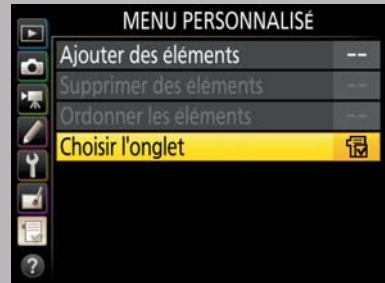 MENU PERSONNALISÉ
Ajouter des éléments --
Supprimer des éléments --
Ordonner les éléments --
Choisir l'onglet
?